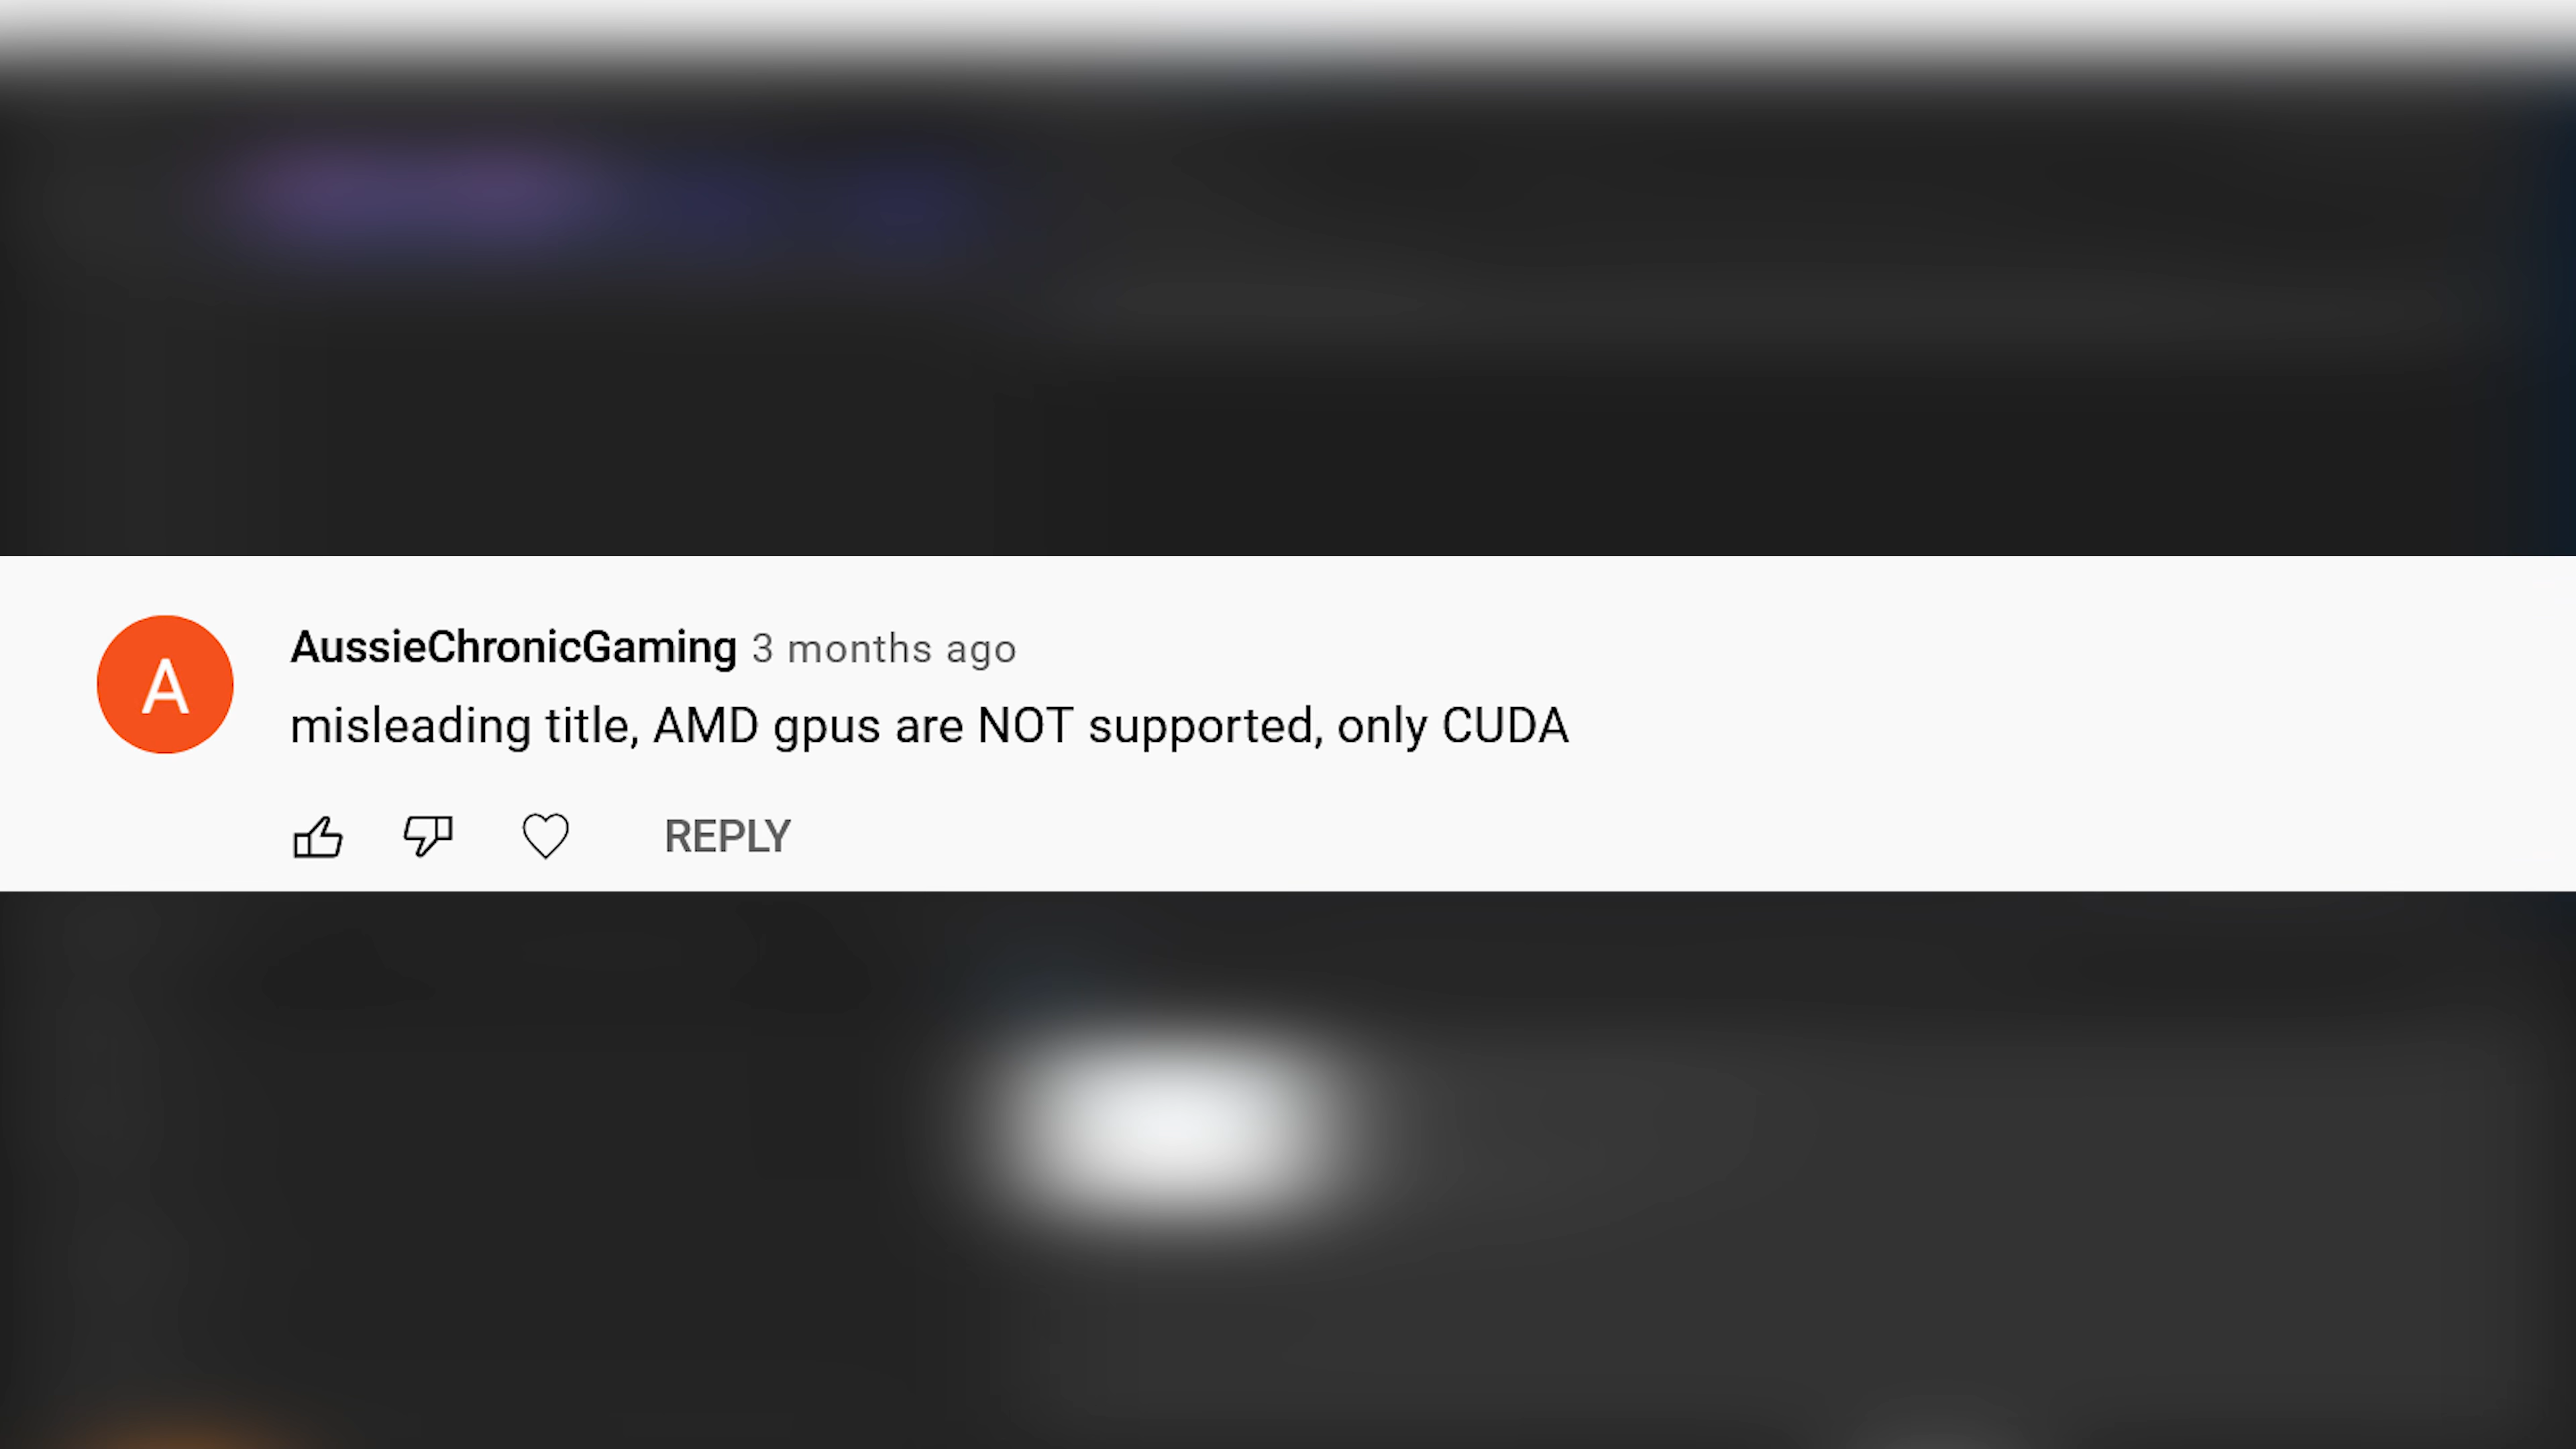 A
AussieChronicGaming 3 months ago
misleading title, AMD gpus are NOT supported, only CUDA
REPLY